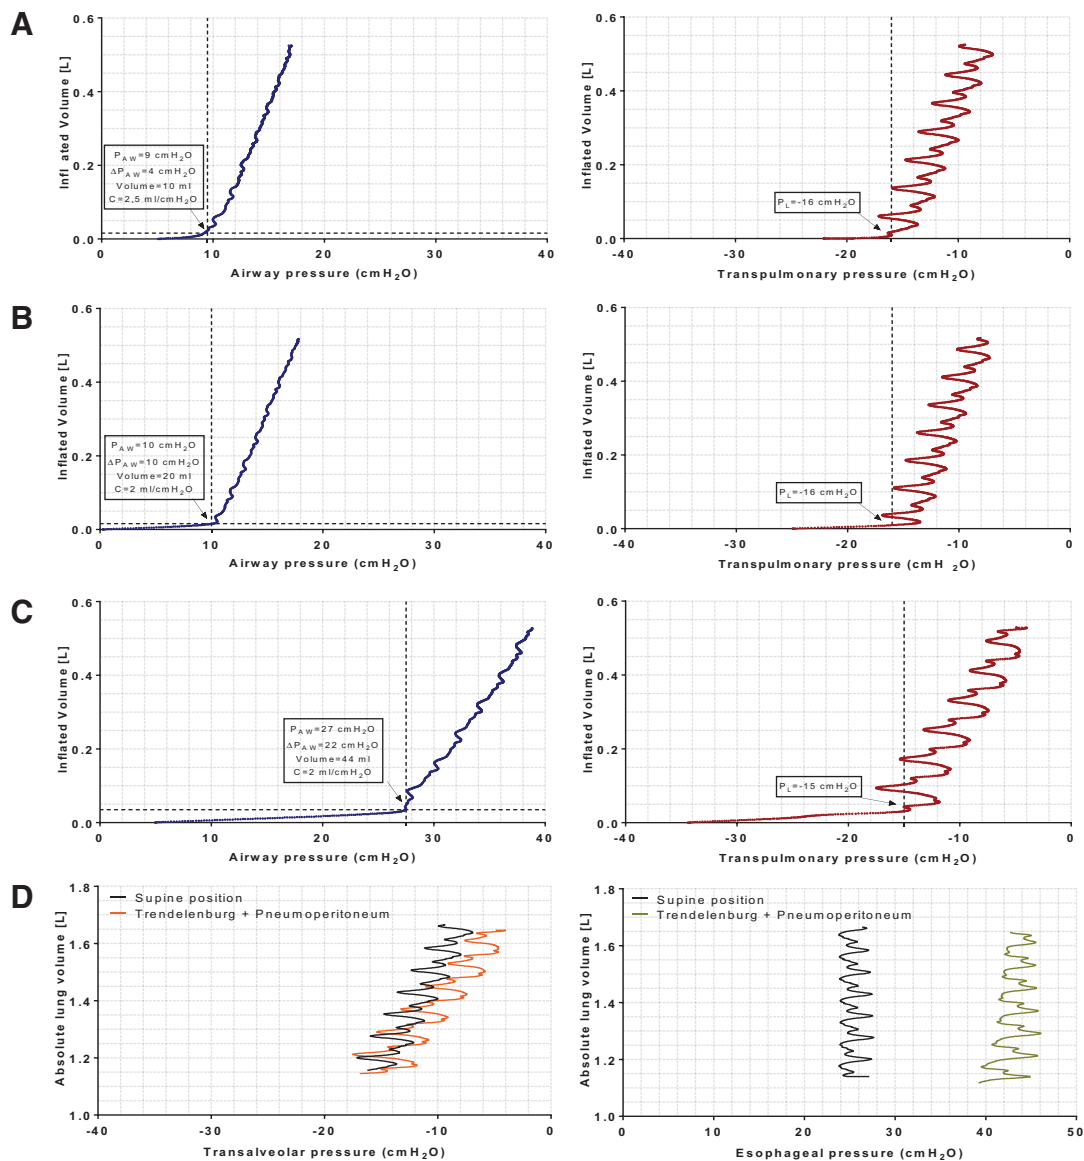 A
0.6
0.4
0.2
0.0
Infl ated Volume [L]
P_AW=9 cmH2O
ΔP_AW=4 cmH2O
Volume=10 ml
C=2,5 ml/cmH2O
0 10 20 30 40
Airway pressure (cmH2O)
0.6
0.4
0.2
0.0
Inflated Volume [L]
P_L=-16 cmH2O
-40 -30 -20 -10 0
Transpulmonary pressure (cmH2O)
B
0.6
0.4
0.2
0.0
Inflated Volume [L]
P_AW=10 cmH2O
ΔP_AW=10 cmH2O
Volume=20 ml
C=2 ml/cmH2O
0 10 20 30 40
Airway pressure (cmH2O)
0.6
0.4
0.2
0.0
Inflated Volume [L]
P_L=-16 cmH2O
-40 -30 -20 -10 0
Transpulmonary pressure (cmH 2O)
C
0.6
0.4
0.2
0.0
Inflated Volume [L]
P_AW=27 cmH2O
ΔP_AW=22 cmH2O
Volume=44 ml
C=2 ml/cmH2O
0 10 20 30 40
Airway pressure (cmH2O)
0.6
0.4
0.2
0.0
Inflated Volume [L]
P_L=-15 cmH2O
-40 -30 -20 -10 0
Transpulmonary pressure (cmH2O)
D
1.8
1.6
1.4
1.2
1.0
Absolute lung volume [L]
Supine position
Trendelenburg + Pneumoperitoneum
-40 -30 -20 -10 0
Transalveolar pressure (cmH2O)
1.8
1.6
1.4
1.2
1.0
Absolute lung volume [L]
Supine position
Trendelenburg + Pneumoperitoneum
0 10 20 30 40 50
Esophageal pressure (cmH2O)